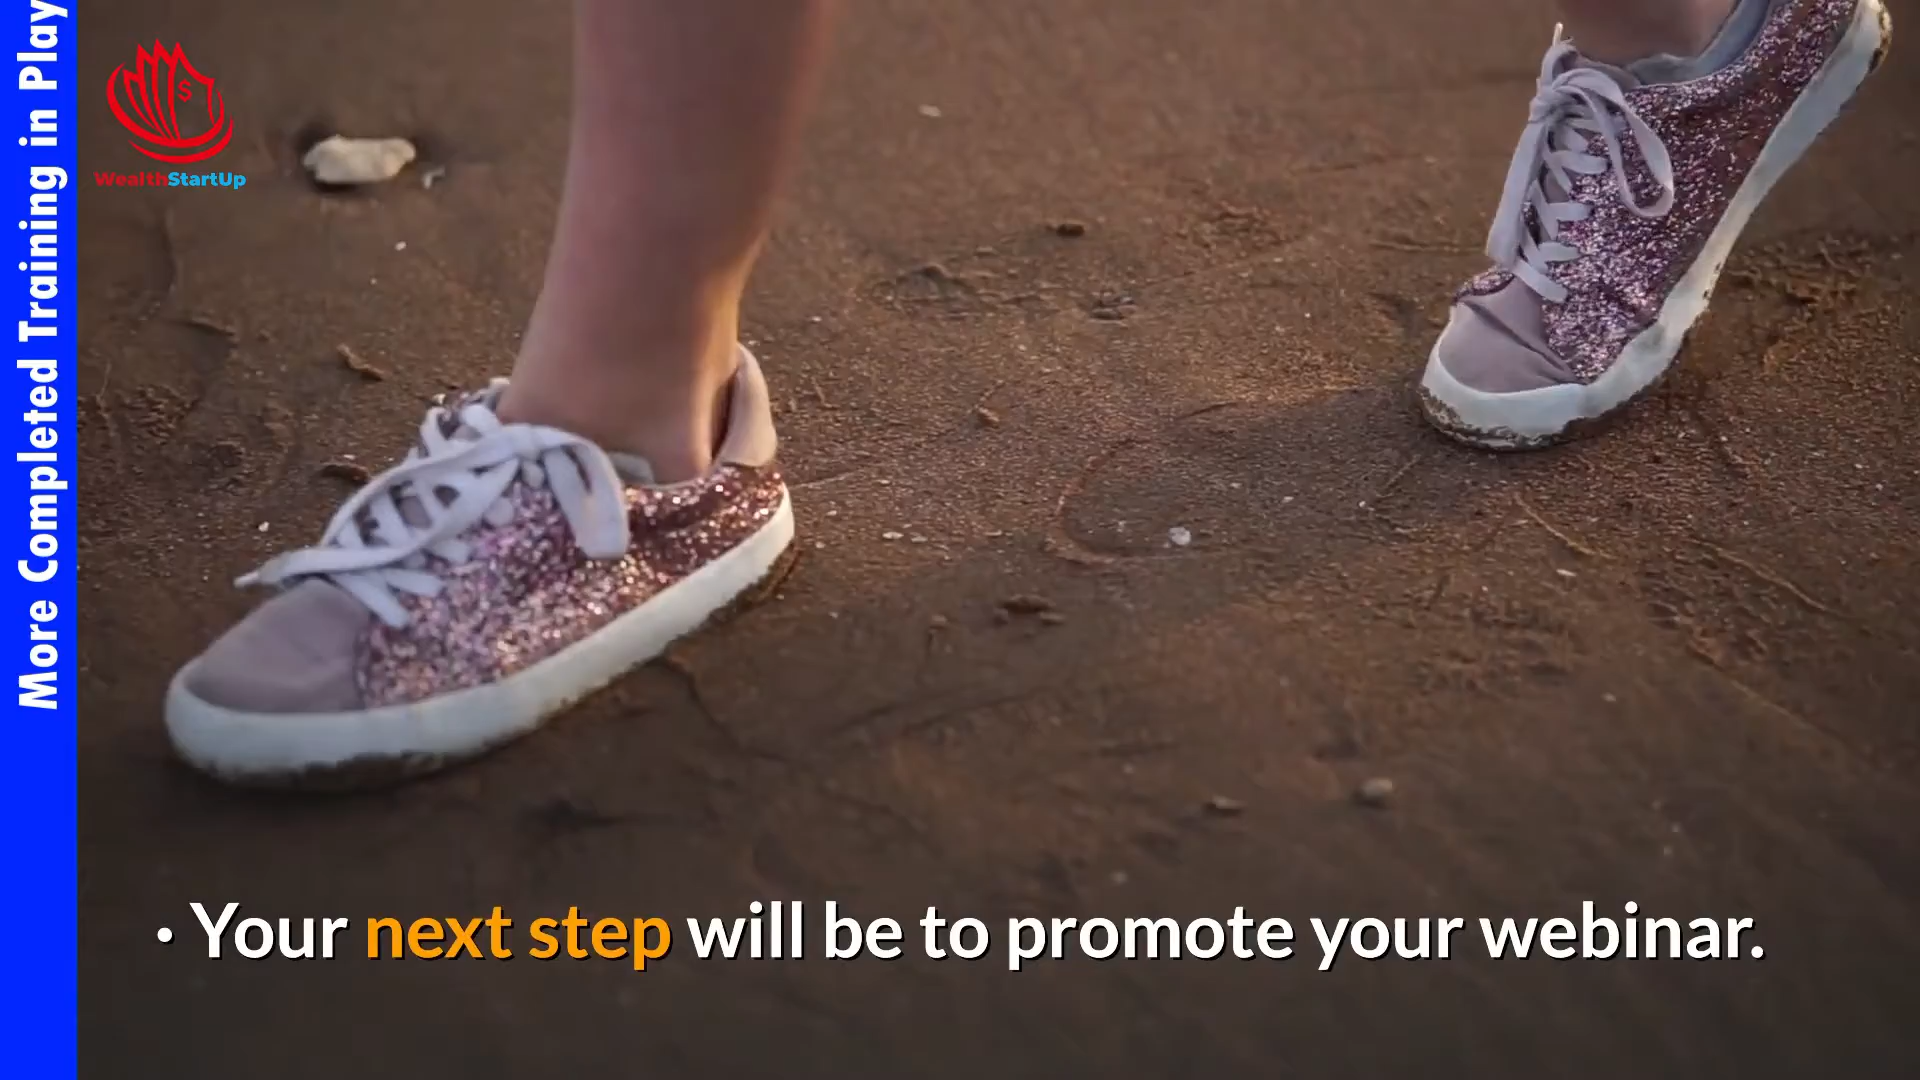 More Completed Training in Play
$
WealthStartUp
· Your next step will be to promote your webinar.